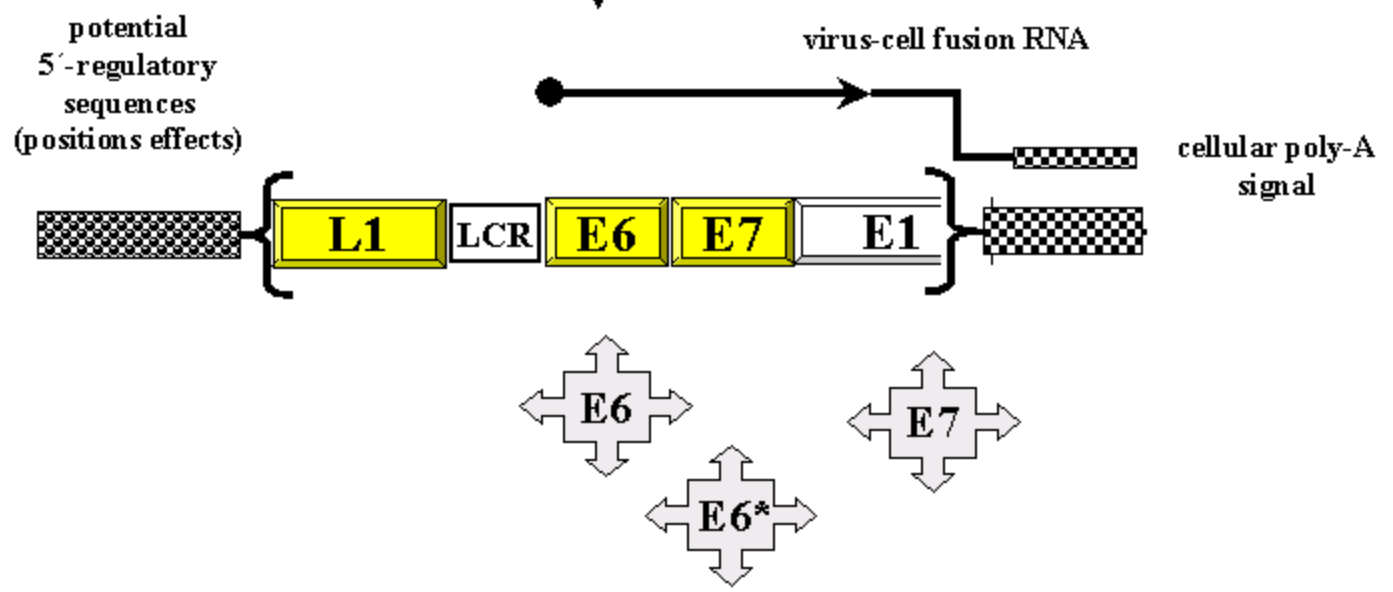 potential
5´-regulatory
sequences
(positions effects)
virus-cell fusion RNA
cellular poly-A
signal
L1 LCR E6 E7 E1
E6
E7
E6*